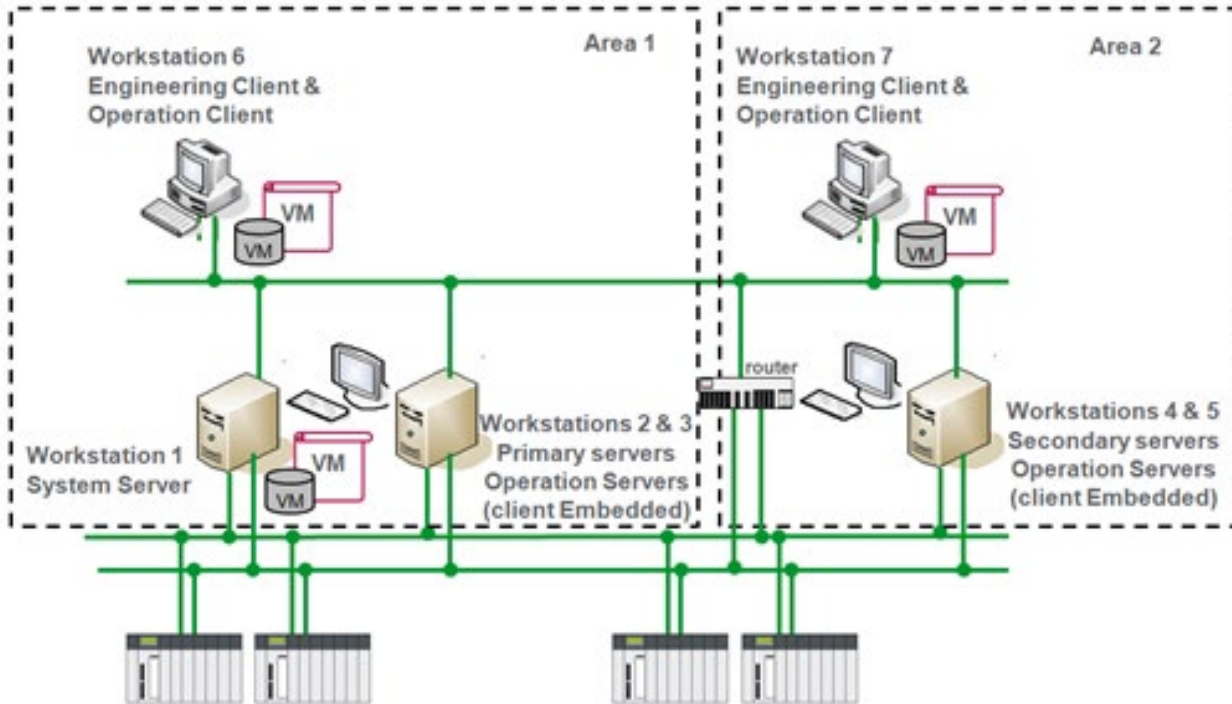 Area 1
Workstation 6
Engineering Client &
Operation Client
VM
VM
Area 2
Workstation 7
Engineering Client &
Operation Client
VM
VM
Workstation 1
System Server
VM
VM
Workstations 2 & 3
Primary servers
Operation Servers
(client Embedded)
router
Workstations 4 & 5
Secondary servers
Operation Servers
(client Embedded)